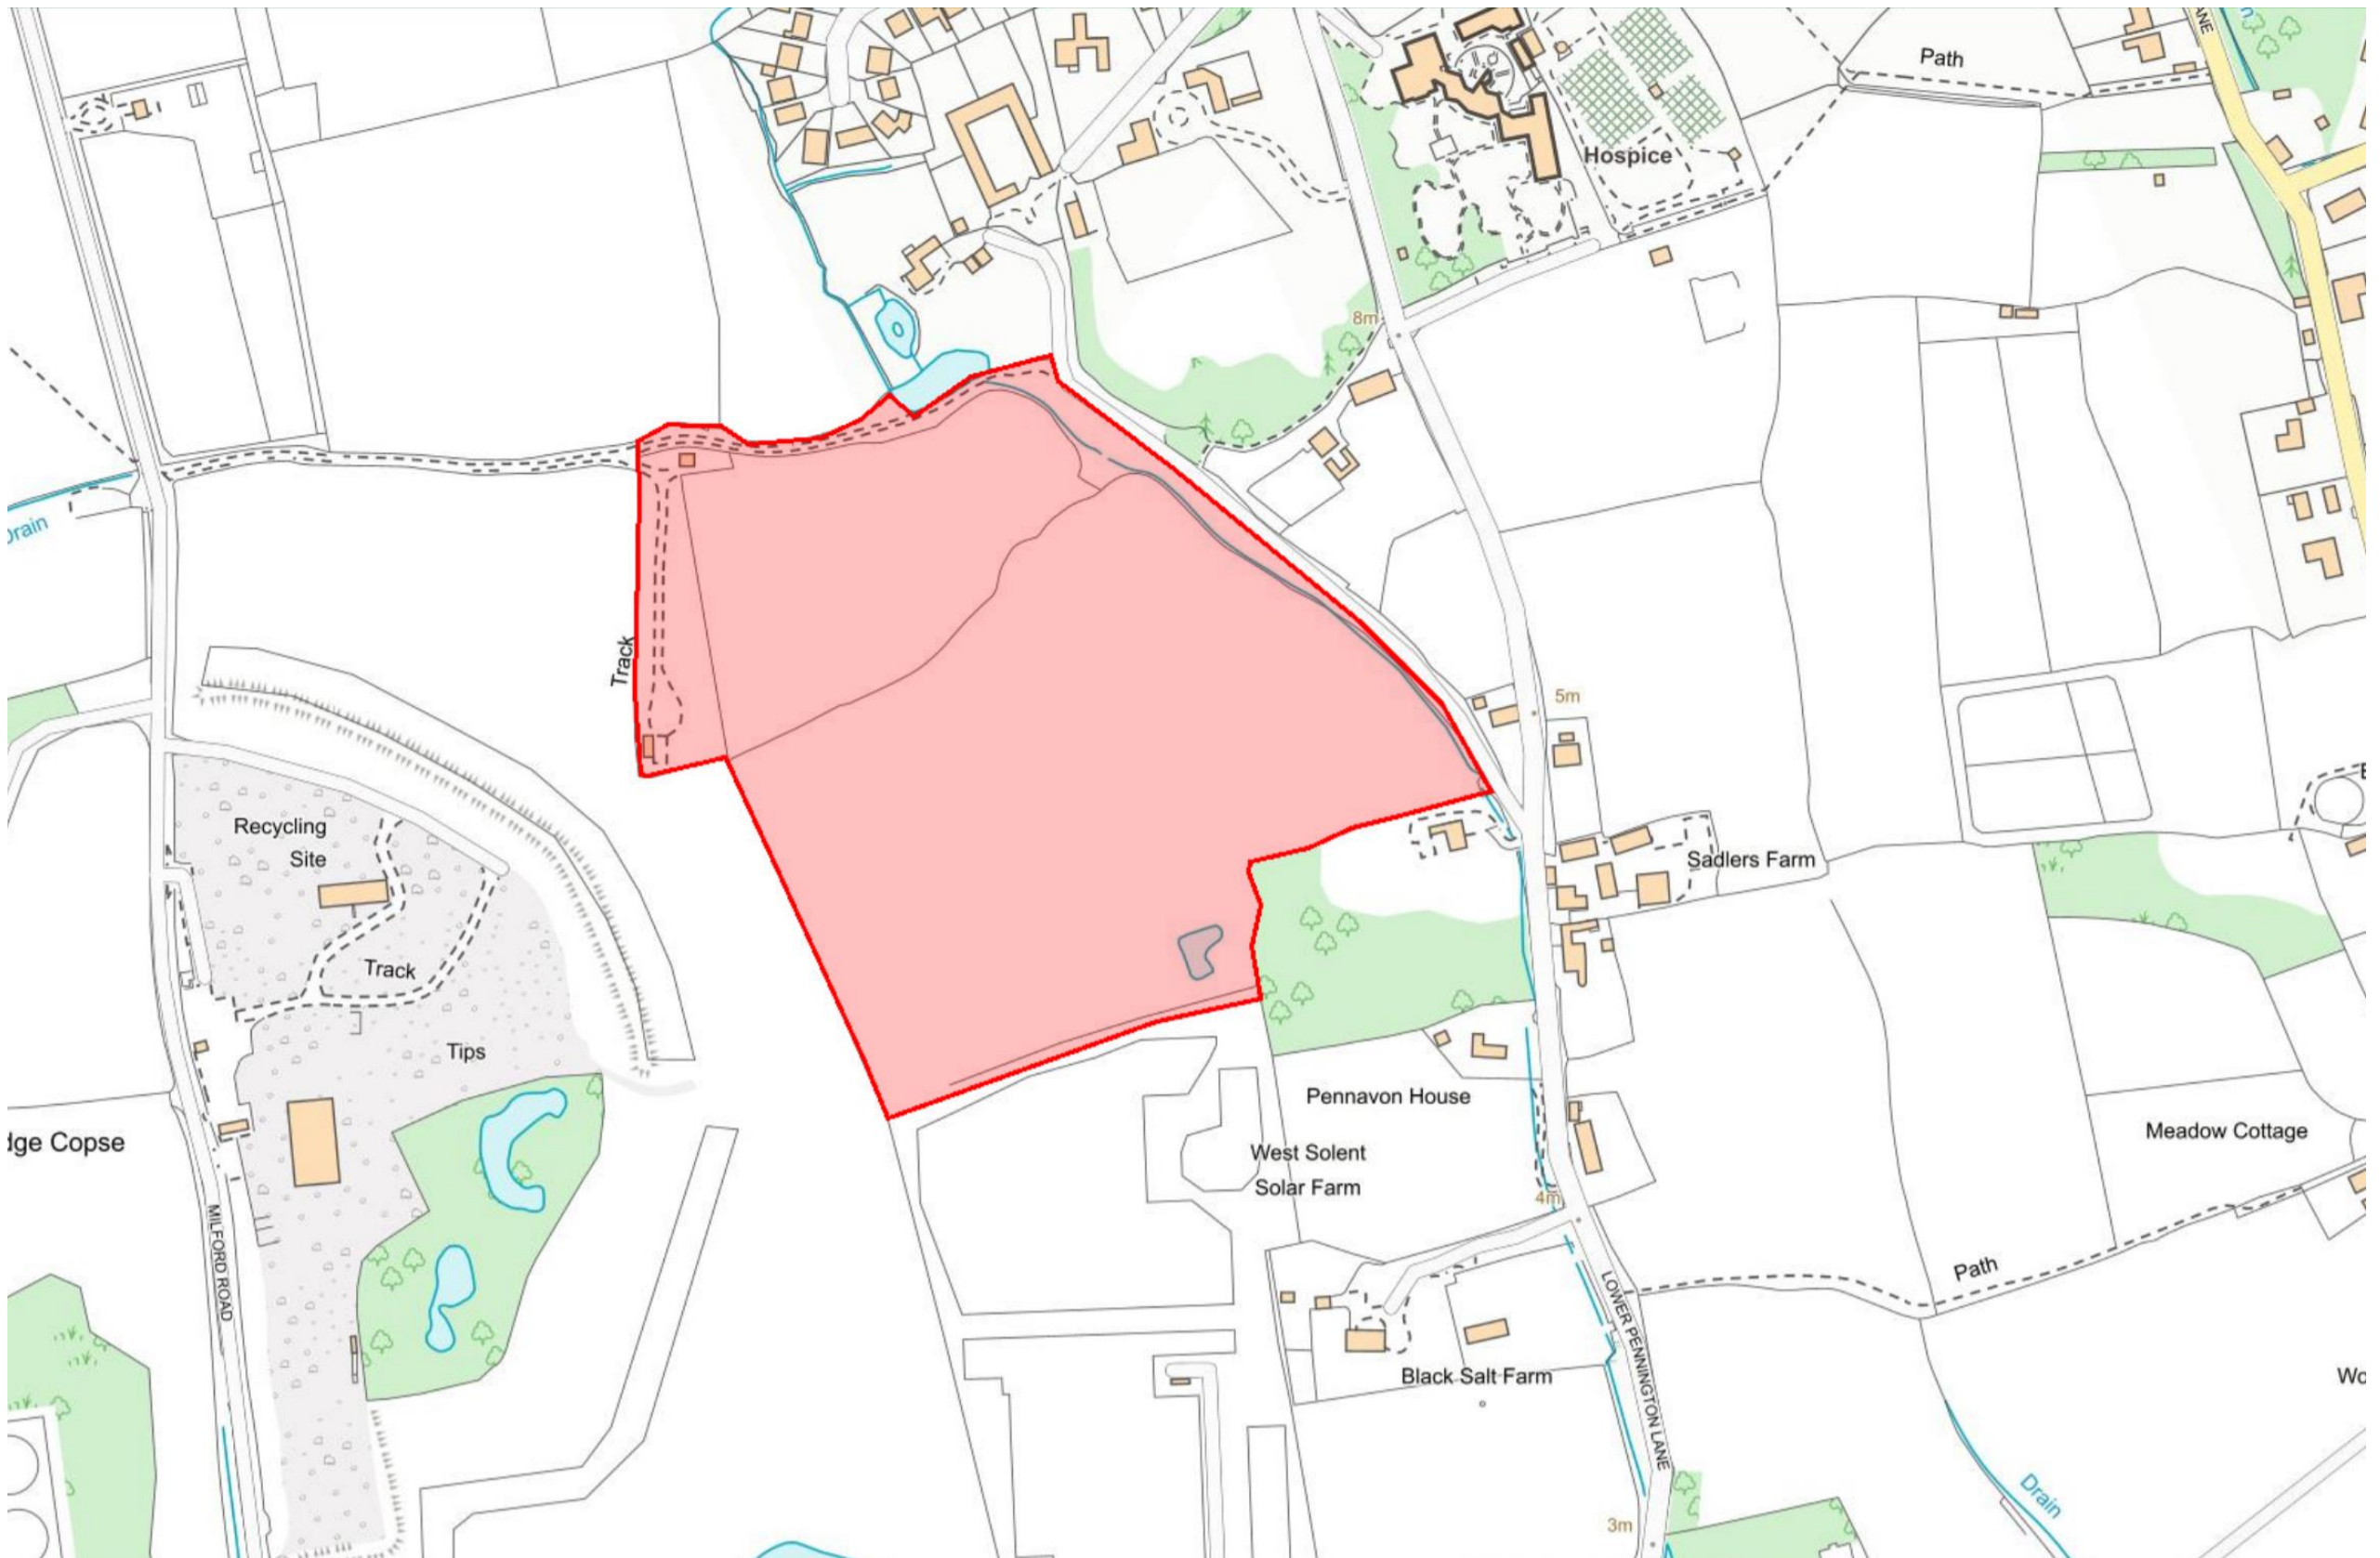 Path
Hospice
8m
Drain
Track
5m
Recycling
Site
Sadlers Farm
Track
Tips
Pennavon House
dge Copse
Meadow Cottage
West Solent
Solar Farm
4m
MILFORD ROAD
Path
LOWER PENNINGTON LANE
Black Salt Farm
Drain
3m